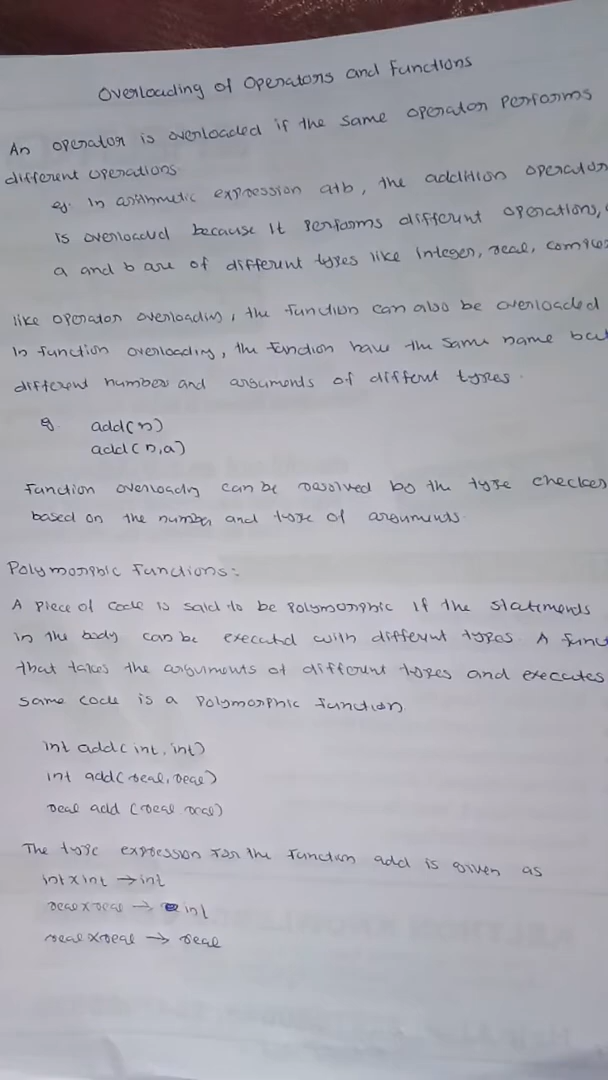 Overloading of Operators and Functions
An operator is overloaded if the same operator performs
different operations.
eg. In arithmetic expression a+b, the addition operator
is overloaded because it performs different operations,
a and b are of different types like integer, real, complex
like operator overloading, the function can also be overloaded
In function overloading, the function have the same name but
different number and arguments of different types.
eg. add(n)
add(n,a)
Function overloading can be resolved by the type checker
based on the number and type of arguments.
Polymorphic Functions:
A piece of code is said to be polymorphic if the statements
in the body can be executed with different types. A func
that takes the arguments of different types and executes
same code is a polymorphic function.
int add(int, int)
int add(real, real)
real add (real real)
The type expression for the function add is given as
int x int → int
real x real → int
real x real → real